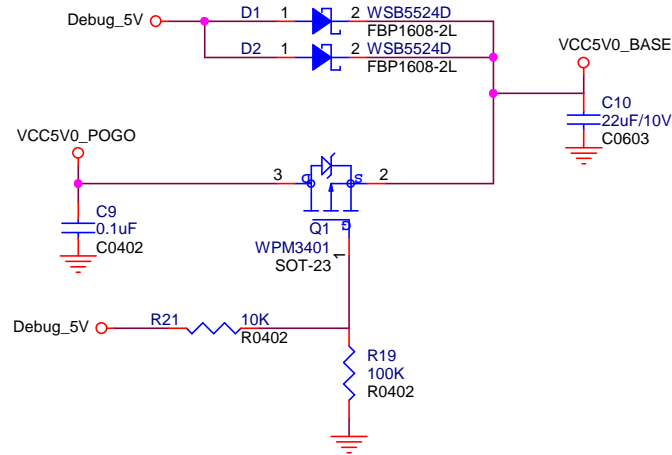 Debug_5V
D1 1 2 WSB5524D
FBP1608-2L
D2 1 2 WSB5524D
FBP1608-2L
VCC5V0_BASE
C10
22uF/10V
C0603
VCC5V0_POGO
3 D S 2
C9
0.1uF
C0402
G
Q1
WPM3401
SOT-23
1
Debug_5V
R21 10K
R0402
R19
100K
R0402